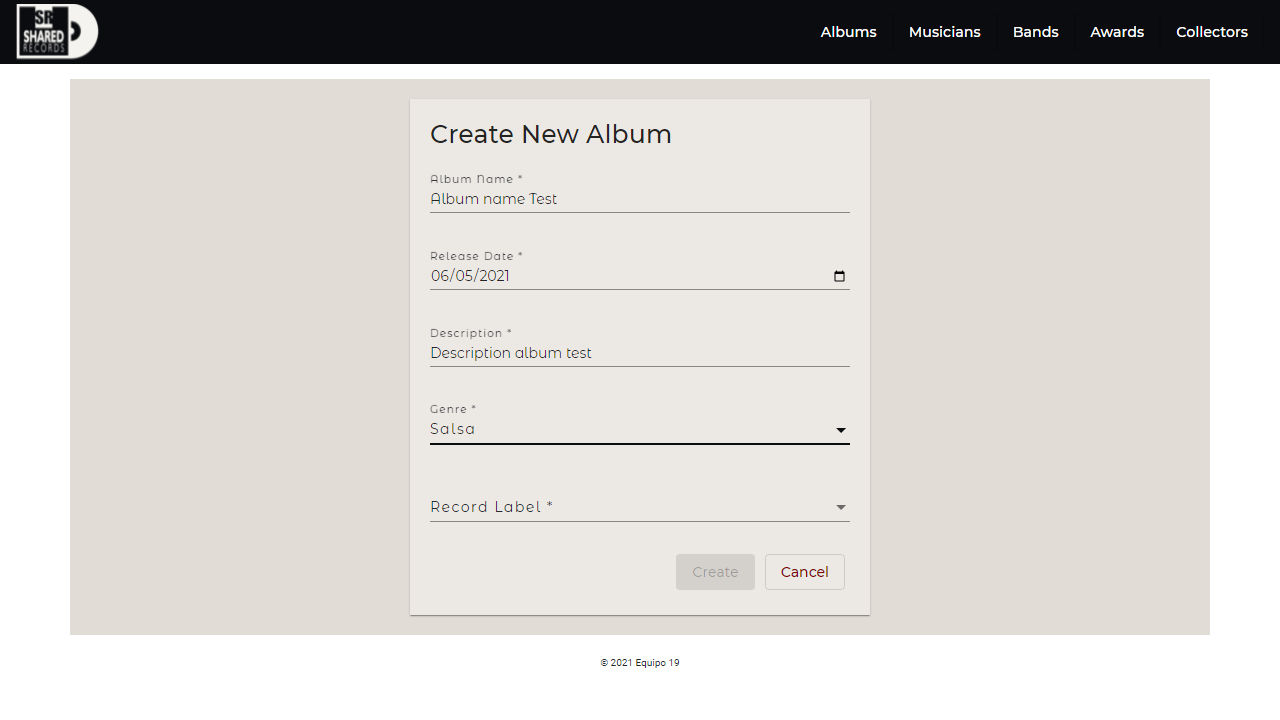 SR
SHARED
RECORDS
Albums
Musicians
Bands
Awards
Collectors
Create New Album
Album Name *
Album name Test
Release Date *
06/05/2021
Description *
Description album test
Genre *
Salsa
Record Label *
Create
Cancel
© 2021 Equipo 19